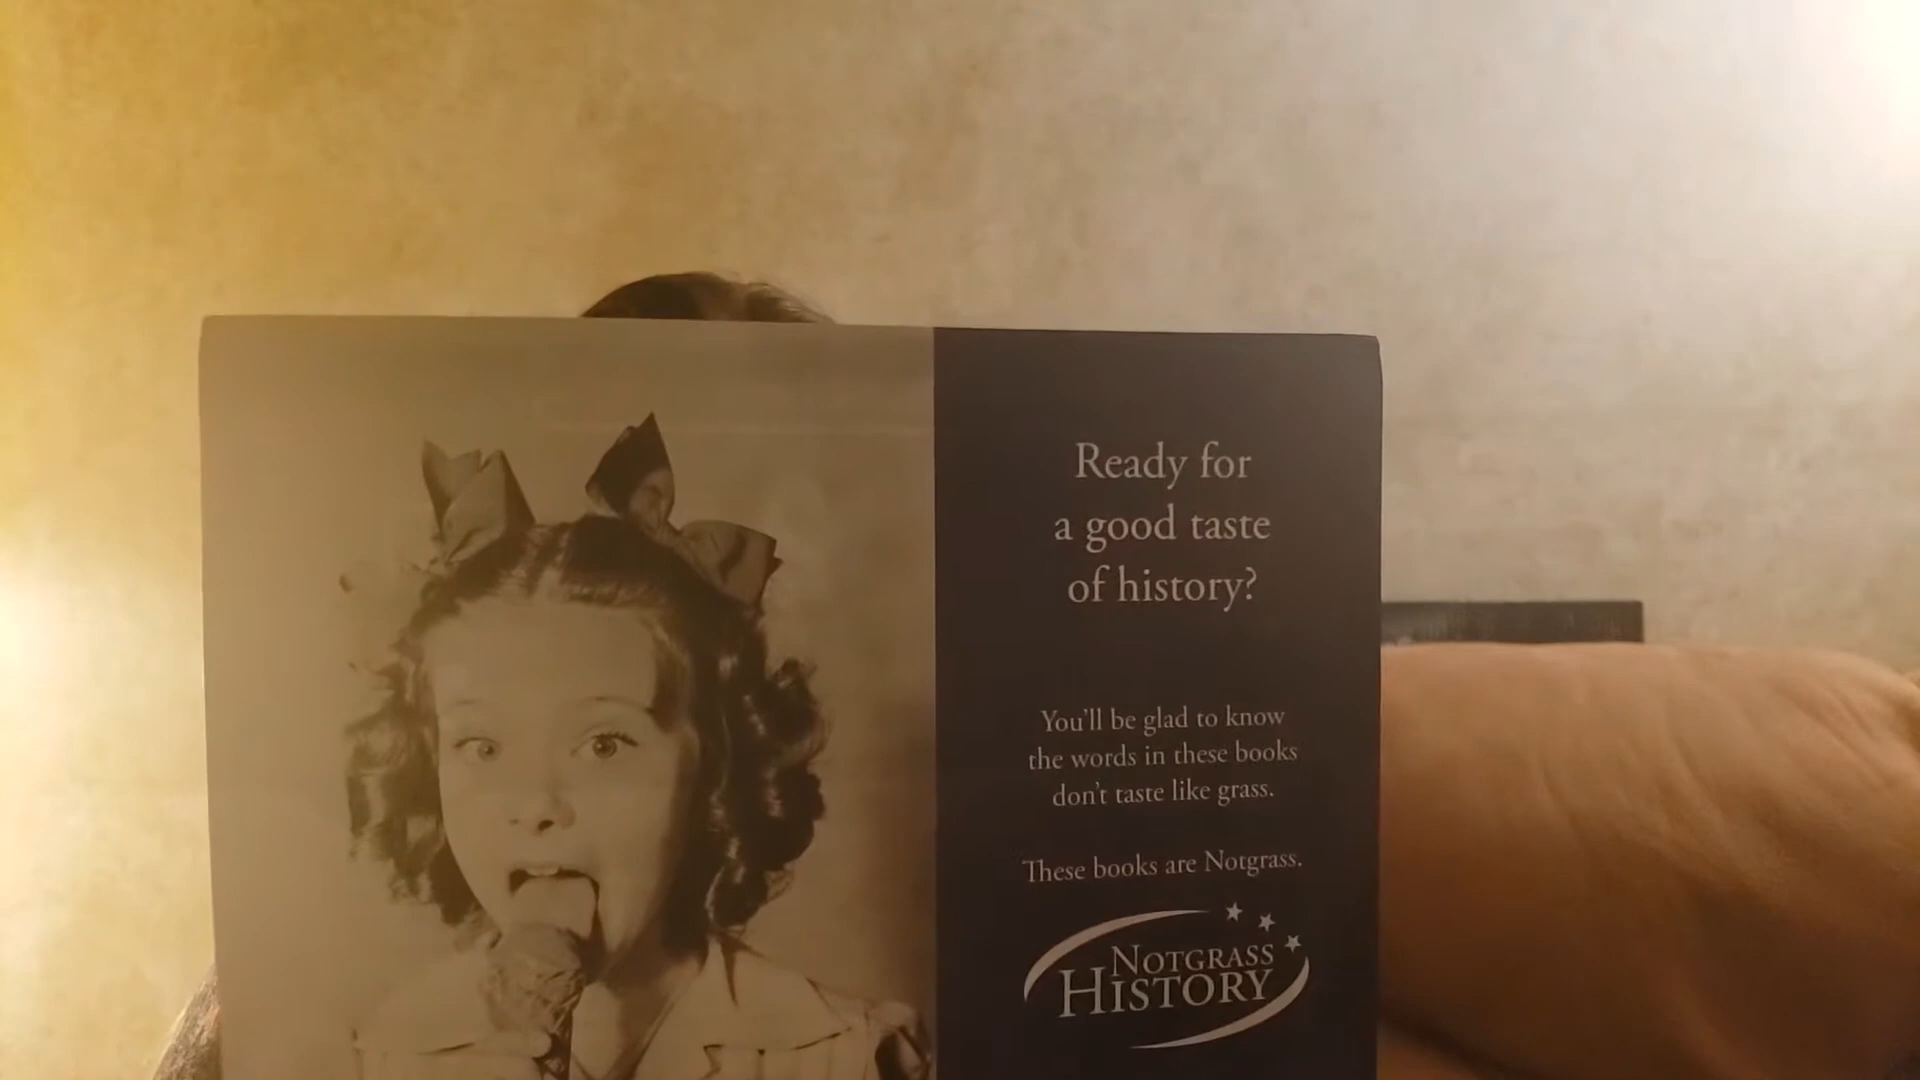 Ready for
a good taste
of history?
You'll be glad to know
the words in these books
don't taste like grass.
These books are Notgrass.
NOTGRASS
HISTORY